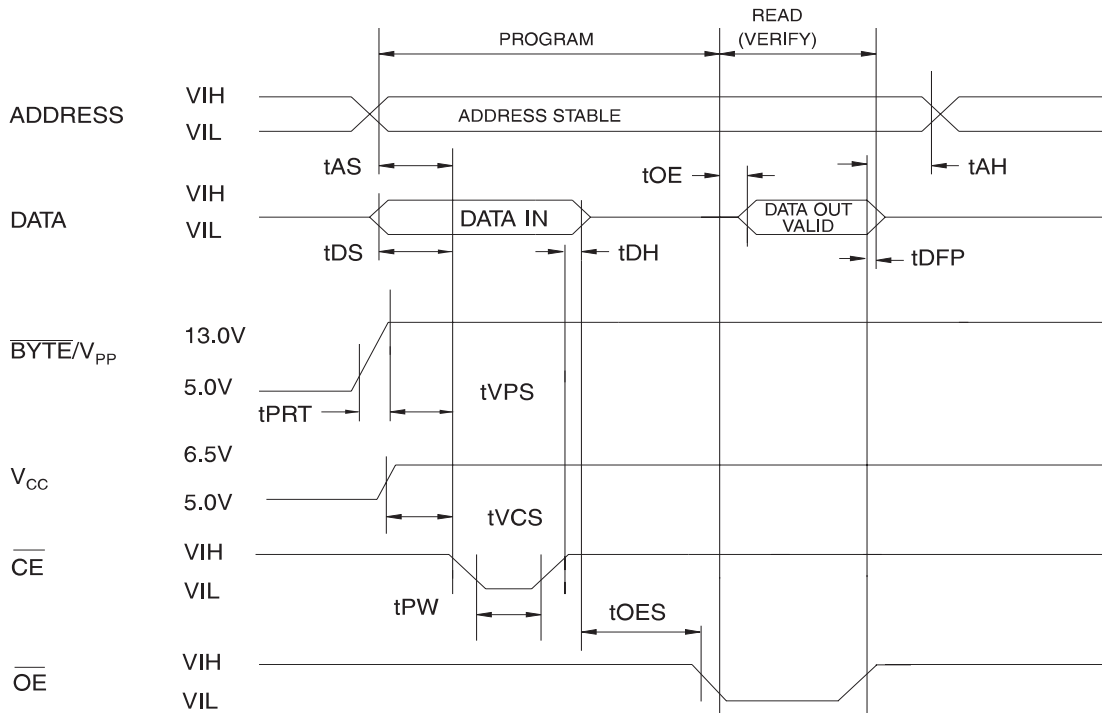 READ
PROGRAM (VERIFY)
ADDRESS VIH
VIL ADDRESS STABLE
tAS tOE tAH
DATA VIH
VIL DATA IN DATA OUT
VALID
tDS tDH tDFP
BYTE/VPP 13.0V
5.0V
tPRT tVPS
VCC 6.5V
5.0V
tVCS
CE VIH
VIL
tPW tOES
OE VIH
VIL